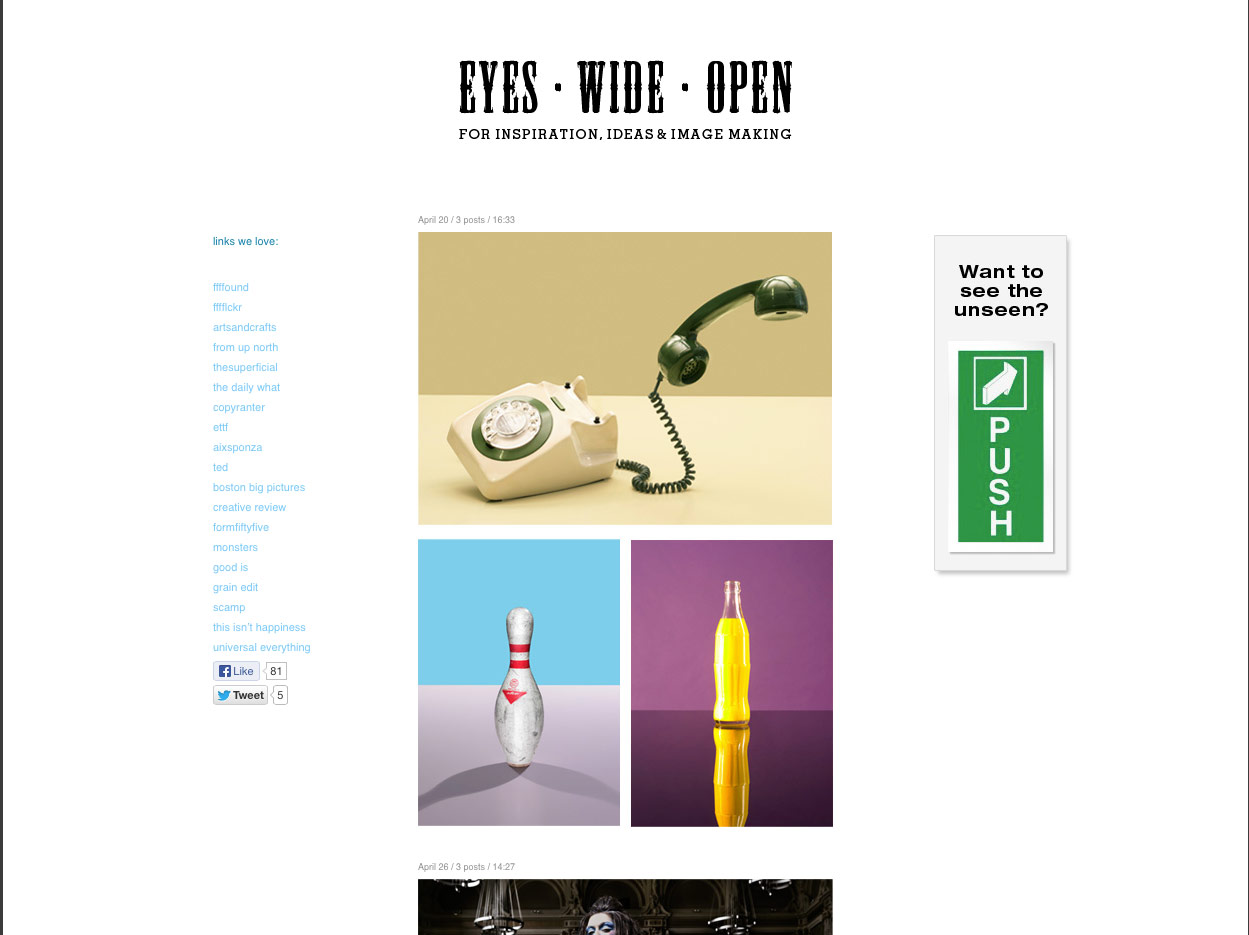 EYES · WIDE · OPEN
FOR INSPIRATION, IDEAS & IMAGE MAKING
April 20 / 3 posts / 16:33
links we love:
ffffound
fffflckr
artsandcrafts
from up north
thesuperficial
the daily what
copyranter
ettf
aixsponza
ted
boston big pictures
creative review
formfiftyfive
monsters
good is
grain edit
scamp
this isn't happiness
universal everything
Like 81
Tweet 5
Want to
see the
unseen?
PUSH
April 26 / 3 posts / 14:27